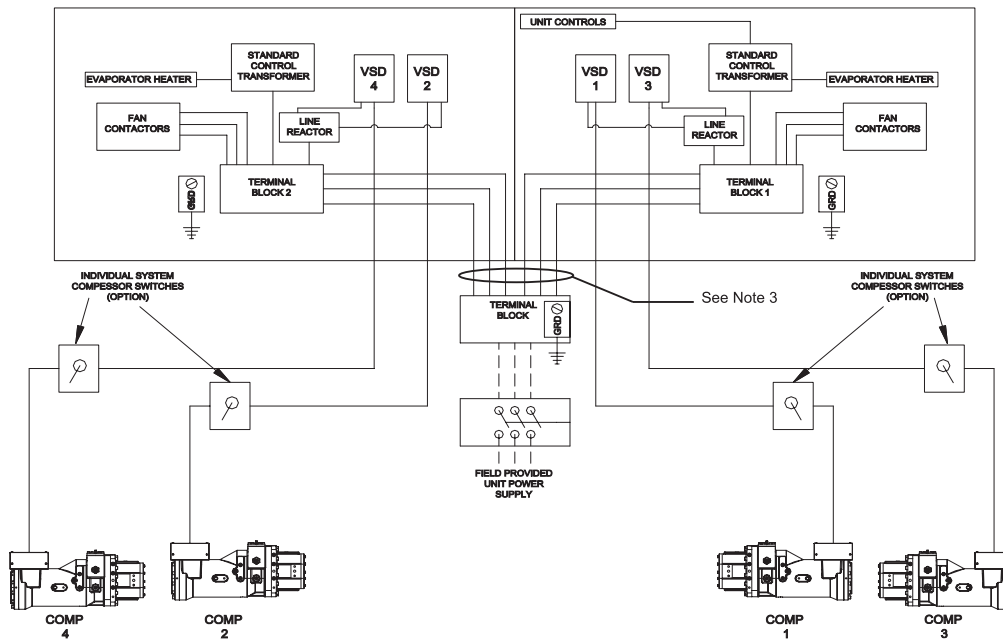 UNIT CONTROLS
STANDARD
CONTROL
TRANSFORMER
VSD
4
VSD
2
VSD
1
VSD
3
STANDARD
CONTROL
TRANSFORMER
EVAPORATOR HEATER
EVAPORATOR HEATER
FAN
CONTACTORS
LINE
REACTOR
LINE
REACTOR
FAN
CONTACTORS
TERMINAL
BLOCK 2
TERMINAL
BLOCK 1
GRD
GRD
INDIVIDUAL SYSTEM
COMPESSOR SWITCHES
(OPTION)
INDIVIDUAL SYSTEM
COMPESSOR SWITCHES
(OPTION)
TERMINAL
BLOCK
GRD
See Note 3
FIELD PROVIDED
UNIT POWER
SUPPLY
COMP
4
COMP
2
COMP
1
COMP
3